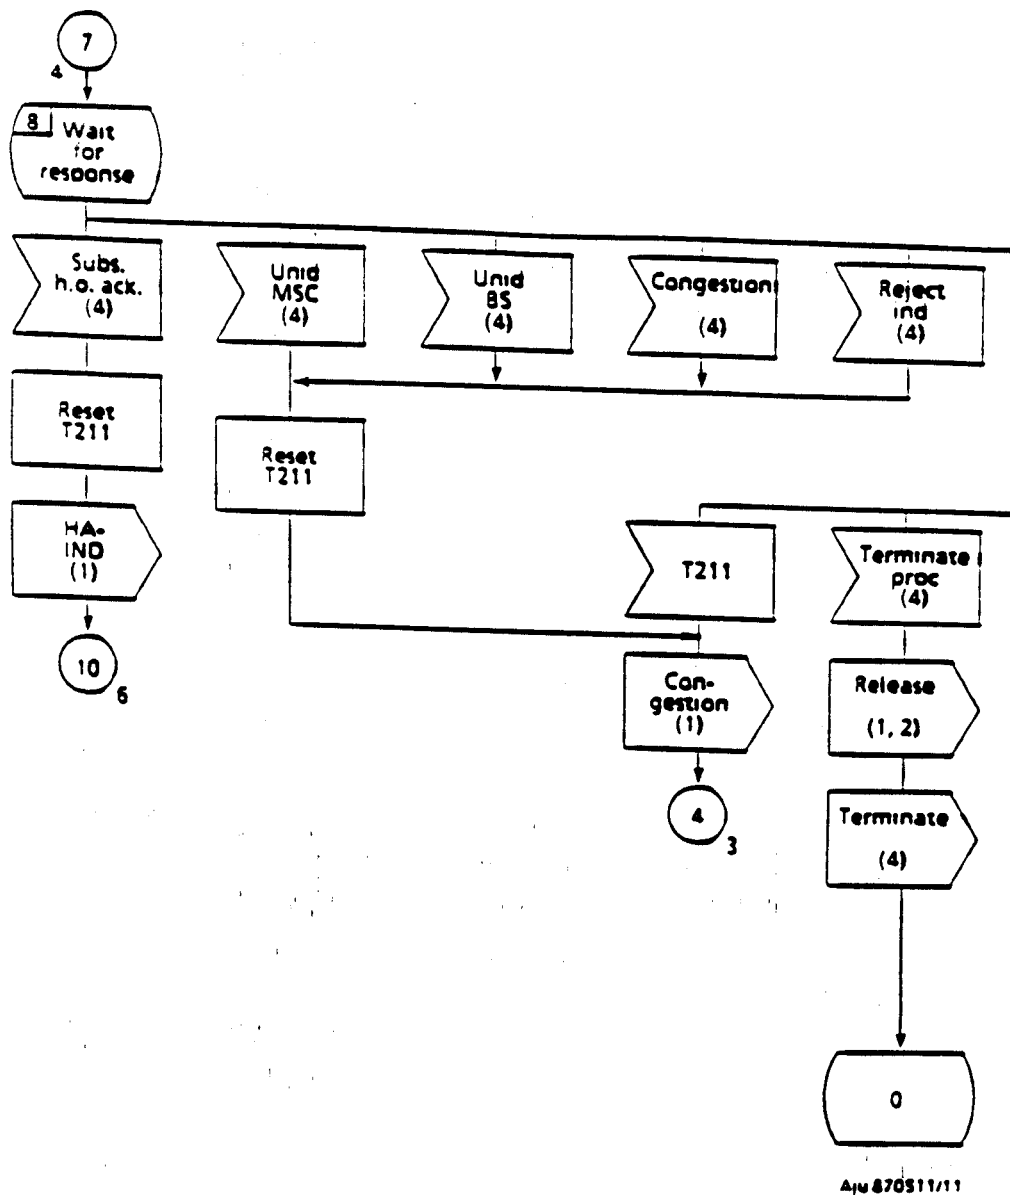 7
4
8
Wait
for
response
Subs.
h.o. ack.
(4)
Unid
MSC
(4)
Unid
BS
(4)
Congestion
(4)
Reject
ind
(4)
Reset
T211
Reset
T211
HA-
IND
(1)
T211
Terminate
proc
(4)
10
6
Con-
gestion
(1)
Release
(1, 2)
4
3
Terminate
(4)
0
Aju 870511/11